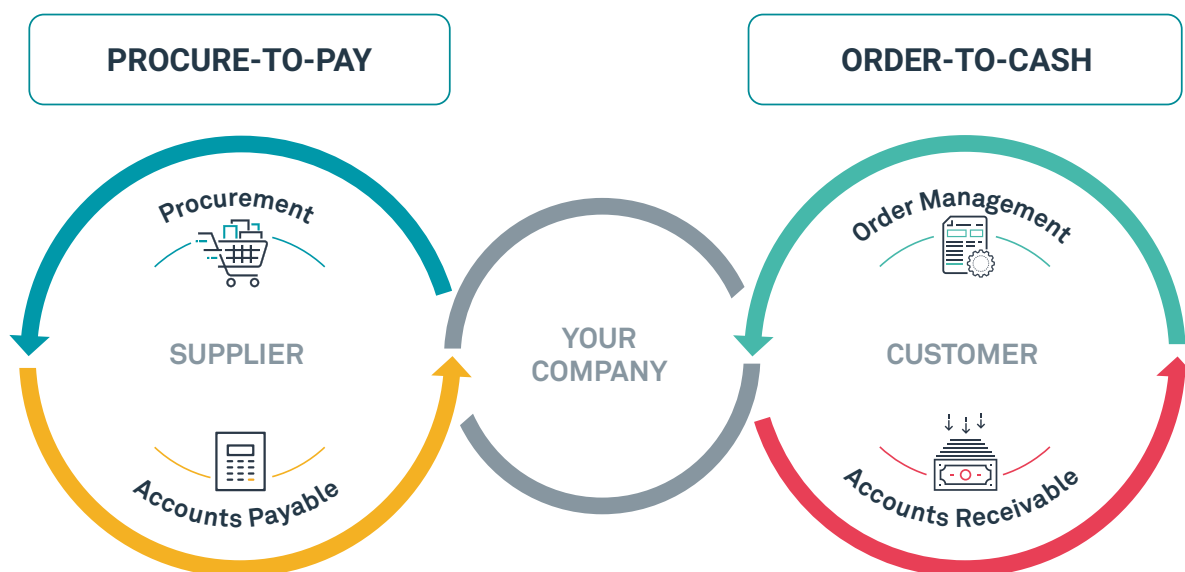 PROCURE-TO-PAY
ORDER-TO-CASH
Procurement
SUPPLIER
Accounts Payable
YOUR
COMPANY
Order Management
CUSTOMER
Accounts Receivable